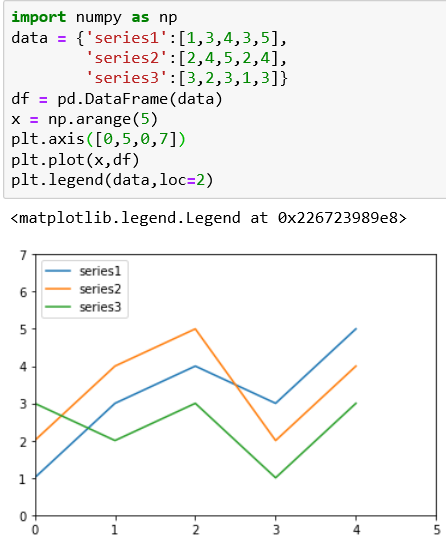 import numpy as np
data = {'series1':[1,3,4,3,5],
        'series2':[2,4,5,2,4],
        'series3':[3,2,3,1,3]}
df = pd.DataFrame(data)
x = np.arange(5)
plt.axis([0,5,0,7])
plt.plot(x,df)
plt.legend(data,loc=2)
<matplotlib.legend.Legend at 0x226723989e8>
series1
series2
series3
7
6
5
4
3
2
1
0
0 1 2 3 4 5